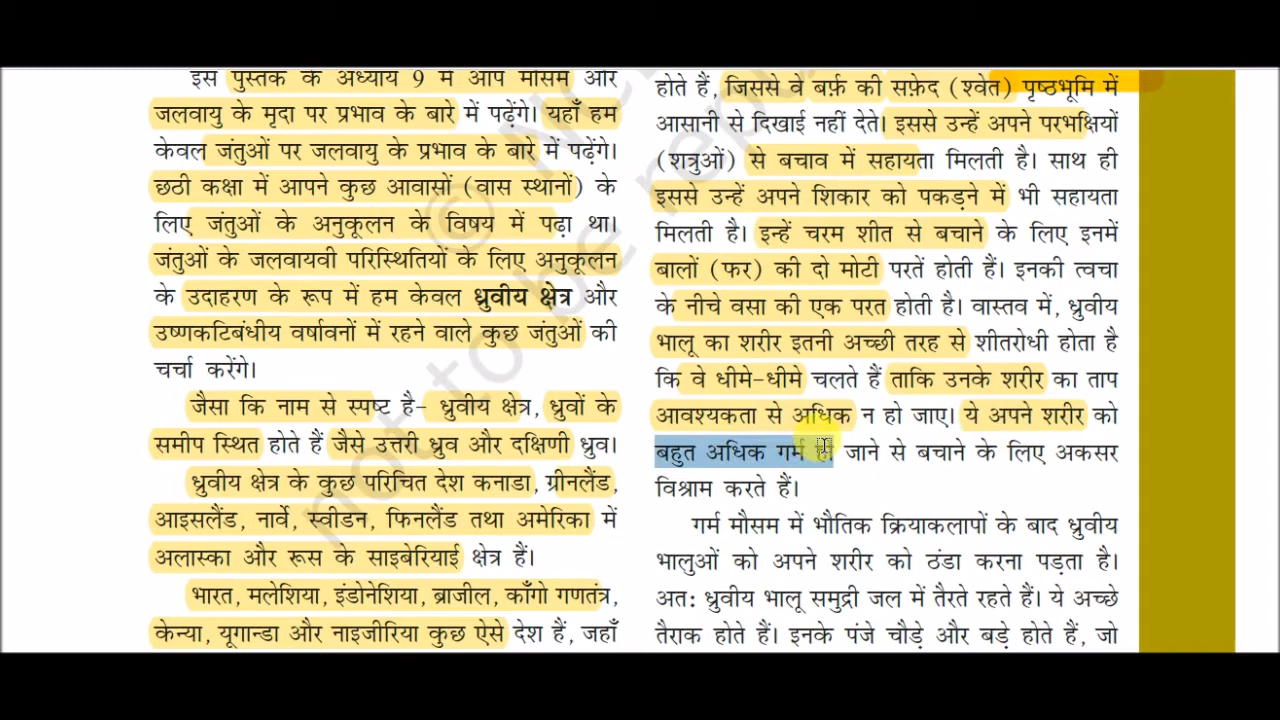 इस पुस्तक के अध्याय 9 में आप मौसम और
जलवायु के मृदा पर प्रभाव के बारे में पढ़ेंगे। यहाँ हम
केवल जंतुओं पर जलवायु के प्रभाव के बारे में पढ़ेंगे।
छठी कक्षा में आपने कुछ आवासों (वास स्थानों) के
लिए जंतुओं के अनुकूलन के विषय में पढ़ा था।
जंतुओं के जलवायवी परिस्थितियों के लिए अनुकूलन
के उदाहरण के रूप में हम केवल ध्रुवीय क्षेत्र और
उष्णकटिबंधीय वर्षावनों में रहने वाले कुछ जंतुओं की
चर्चा करेंगे।
जैसा कि नाम से स्पष्ट है- ध्रुवीय क्षेत्र, ध्रुवों के
समीप स्थित होते हैं जैसे उत्तरी ध्रुव और दक्षिणी ध्रुव।
ध्रुवीय क्षेत्र के कुछ परिचित देश कनाडा, ग्रीनलैंड,
आइसलैंड, नार्वे, स्वीडन, फिनलैंड तथा अमेरिका में
अलास्का और रूस के साइबेरियाई क्षेत्र हैं।
भारत, मलेशिया, इंडोनेशिया, ब्राजील, काँगो गणतंत्र,
केन्या, यूगान्डा और नाइजीरिया कुछ ऐसे देश हैं, जहाँ
होते हैं, जिससे वे बर्फ़ की सफ़ेद (श्वेत) पृष्ठभूमि में
आसानी से दिखाई नहीं देते। इससे उन्हें अपने परभक्षियों
(शत्रुओं) से बचाव में सहायता मिलती है। साथ ही
इससे उन्हें अपने शिकार को पकड़ने में भी सहायता
मिलती है। इन्हें चरम शीत से बचाने के लिए इनमें
बालों (फर) की दो मोटी परतें होती हैं। इनकी त्वचा
के नीचे वसा की एक परत होती है। वास्तव में, ध्रुवीय
भालू का शरीर इतनी अच्छी तरह से शीतरोधी होता है
कि वे धीमे-धीमे चलते हैं ताकि उनके शरीर का ताप
आवश्यकता से अधिक न हो जाए। ये अपने शरीर को
बहुत अधिक गर्म हो जाने से बचाने के लिए अकसर
विश्राम करते हैं।
गर्म मौसम में भौतिक क्रियाकलापों के बाद ध्रुवीय
भालुओं को अपने शरीर को ठंडा करना पड़ता है।
अत: ध्रुवीय भालू समुद्री जल में तैरते रहते हैं। ये अच्छे
तैराक होते हैं। इनके पंजे चौड़े और बड़े होते हैं, जो
© NCE
not to be repu